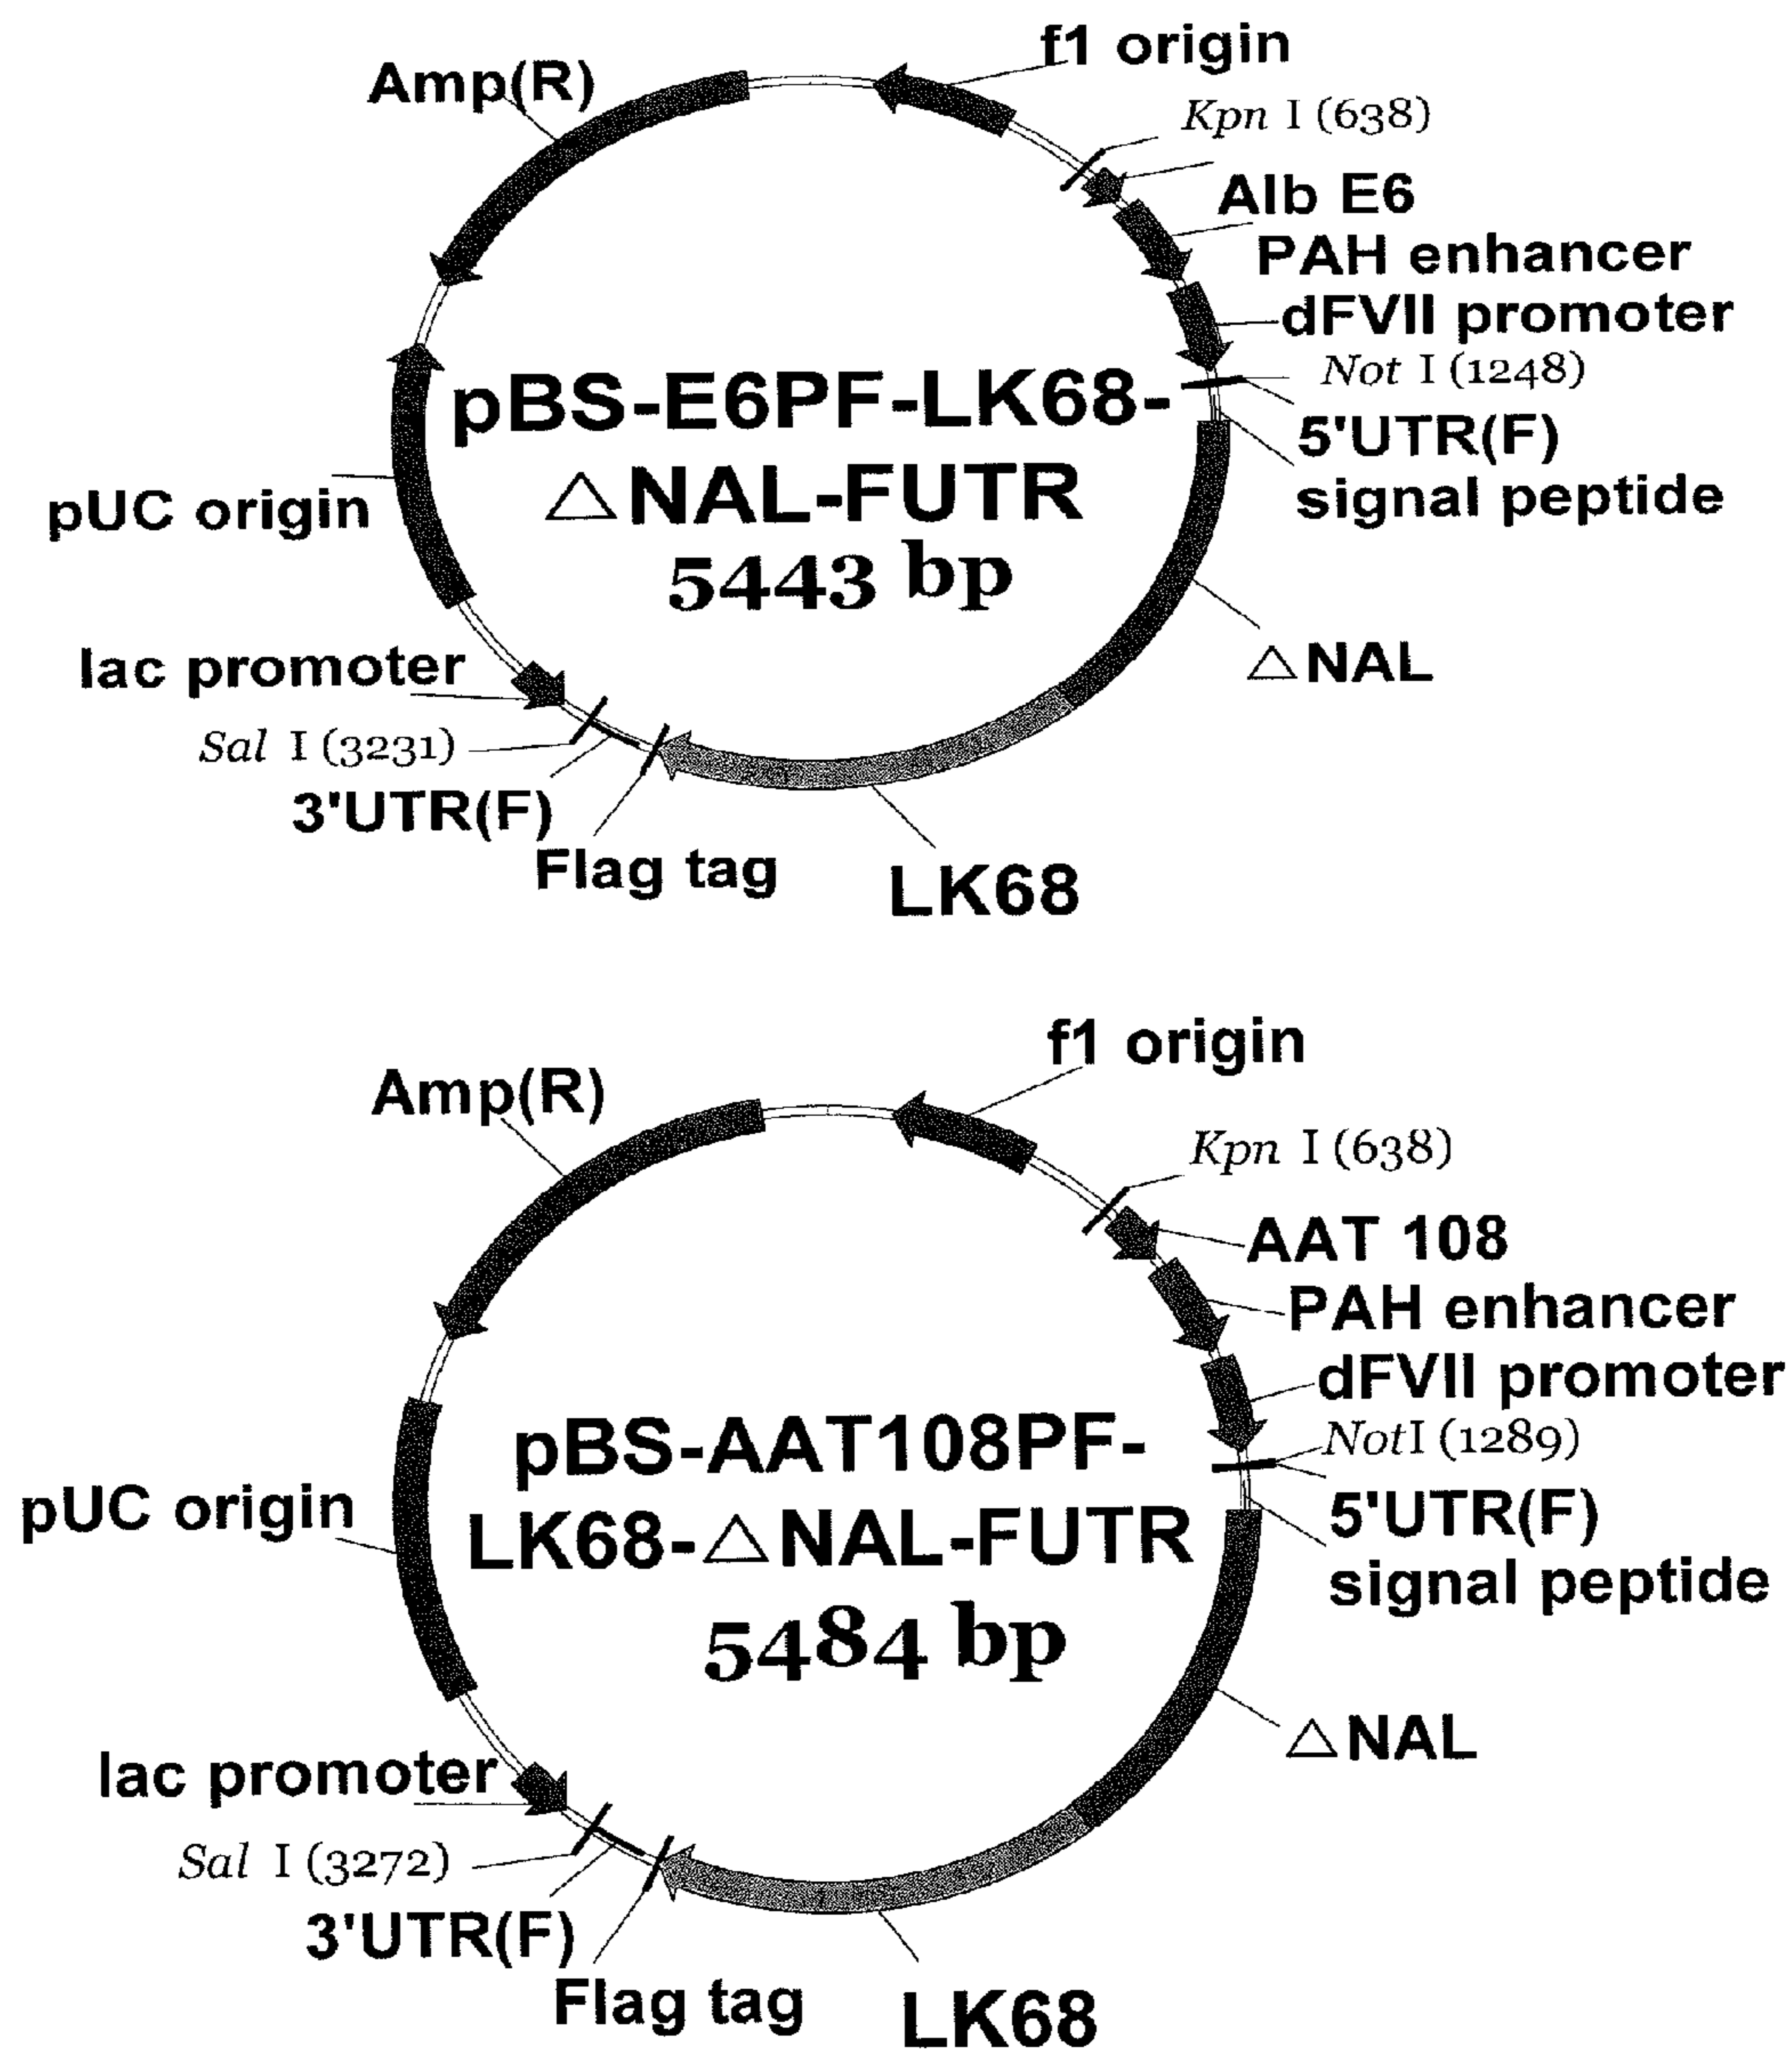 f1 origin
Amp(R)
Kpn I (638)
Alb E6
PAH enhancer
dFVII promoter
Not I (1248)
pBS-E6PF-LK68-
△NAL-FUTR
5443 bp
5'UTR(F)
signal peptide
pUC origin
△NAL
lac promoter
Sal I (3231)
3'UTR(F)
Flag tag
LK68
f1 origin
Amp(R)
Kpn I (638)
AAT 108
PAH enhancer
dFVII promoter
NotI (1289)
pBS-AAT108PF-
LK68-△NAL-FUTR
5484 bp
5'UTR(F)
signal peptide
pUC origin
△NAL
lac promoter
Sal I (3272)
3'UTR(F)
Flag tag
LK68